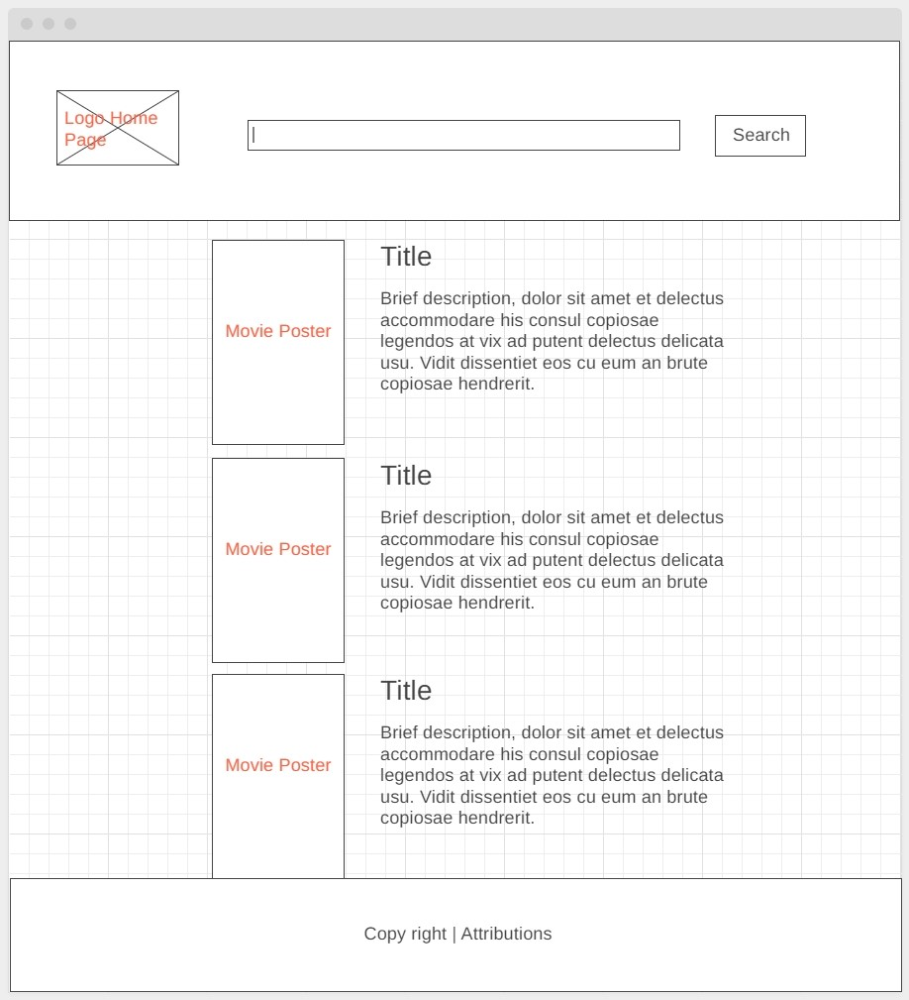 Logo Home
Page
Search
Title
Brief description, dolor sit amet et delectus
accommodare his consul copiosae
legendos at vix ad putent delectus delicata
usu. Vidit dissentiet eos cu eum an brute
copiosae hendrerit.
Movie Poster
Title
Brief description, dolor sit amet et delectus
accommodare his consul copiosae
legendos at vix ad putent delectus delicata
usu. Vidit dissentiet eos cu eum an brute
copiosae hendrerit.
Movie Poster
Title
Brief description, dolor sit amet et delectus
accommodare his consul copiosae
legendos at vix ad putent delectus delicata
usu. Vidit dissentiet eos cu eum an brute
copiosae hendrerit.
Movie Poster
Copy right | Attributions